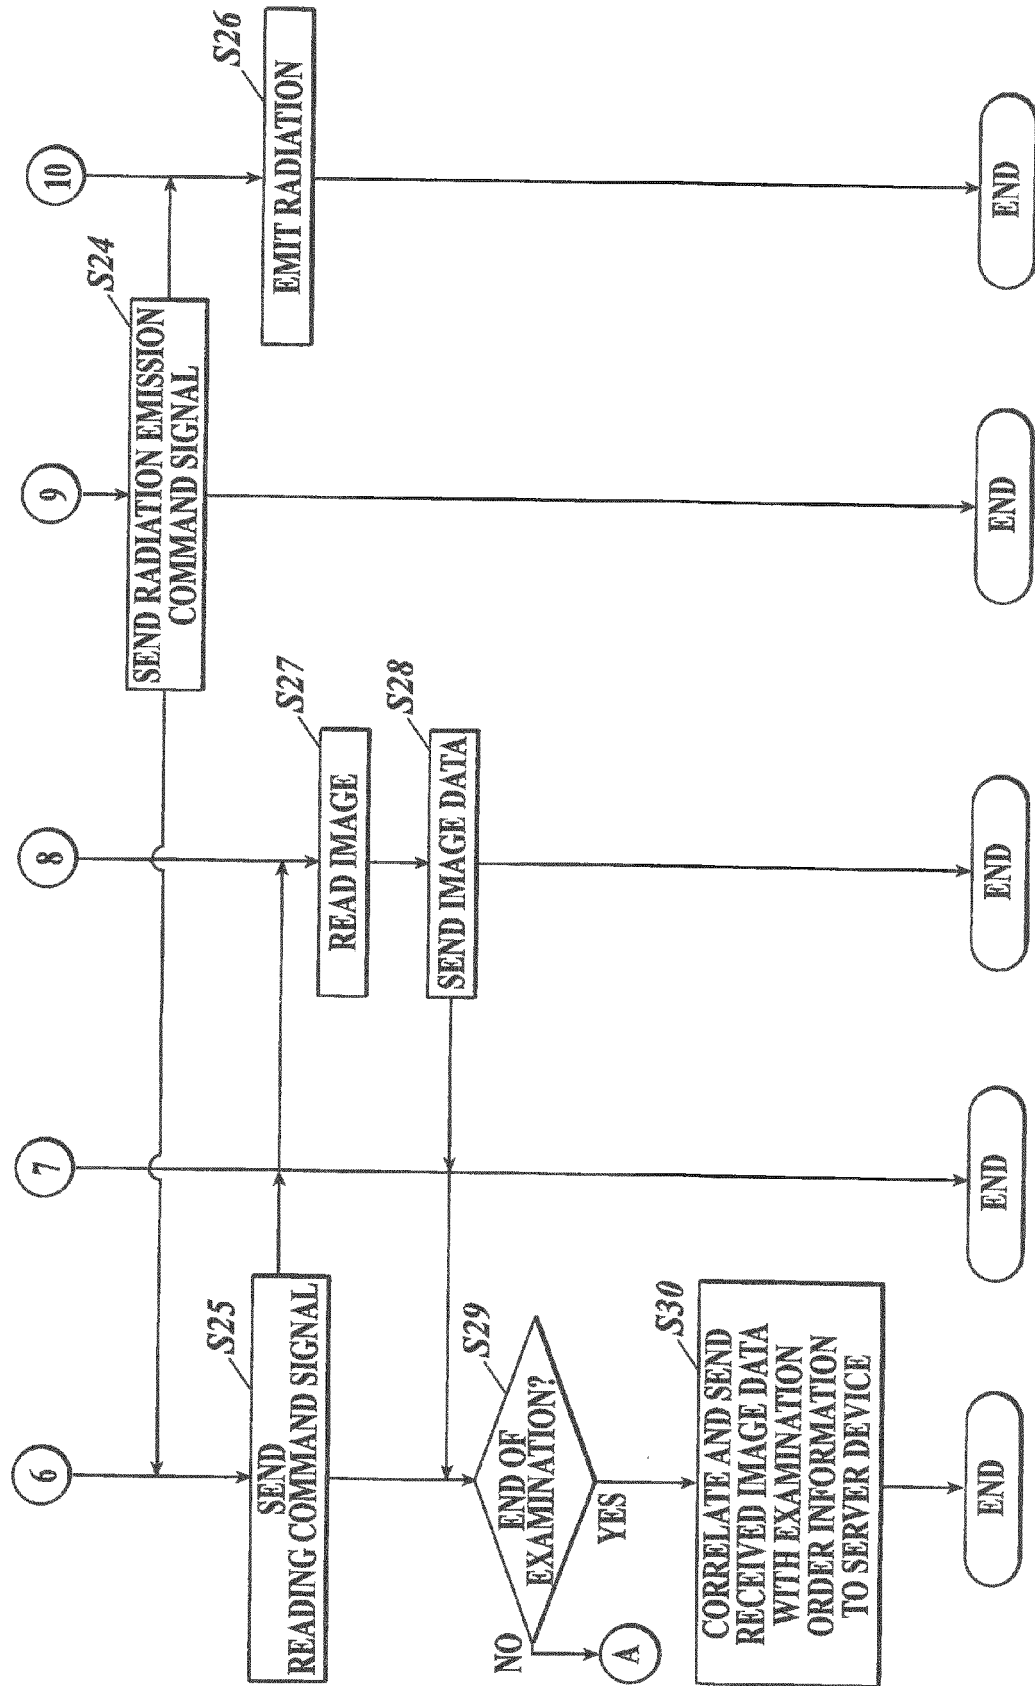 6
7
8
9
10
S24
SEND RADIATION EMISSION
COMMAND SIGNAL
S25
SEND
READING COMMAND SIGNAL
S26
EMIT RADIATION
S27
READ IMAGE
S28
SEND IMAGE DATA
S29
END OF
EXAMINATION?
NO
YES
A
S30
CORRELATE AND SEND
RECEIVED IMAGE DATA
WITH EXAMINATION
ORDER INFORMATION
TO SERVER DEVICE
END
END
END
END
END